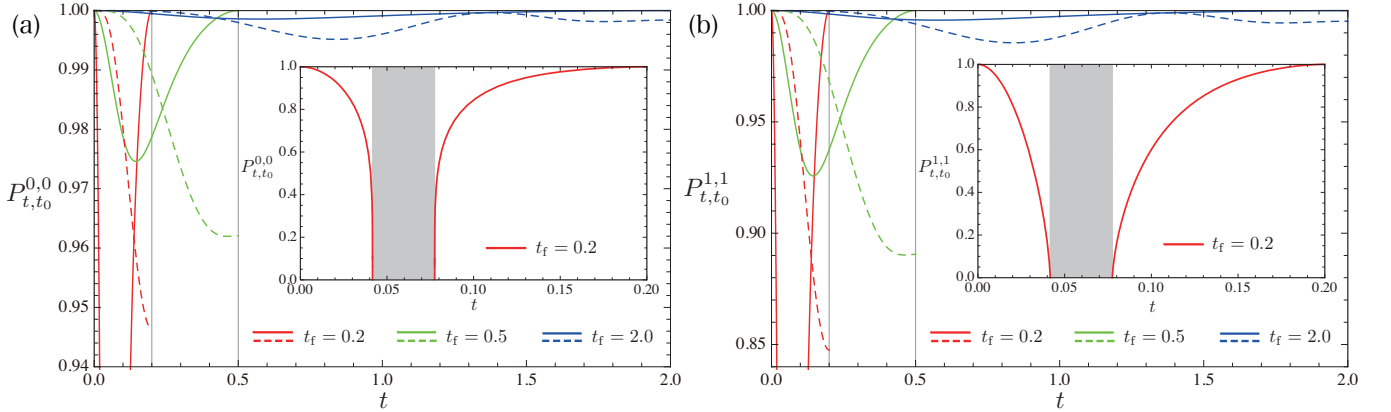 (a)
1.00
0.99
0.98
0.97
0.96
0.95
0.94
P^{0,0}_{t,t_0}
0.0 0.5 1.0 1.5 2.0
t
1.0
0.8
0.6
0.4
0.2
0.0
P^{0,0}_{t,t_0}
0.00 0.05 0.10 0.15 0.20
t
t_f = 0.2
t_f = 0.2 t_f = 0.5 t_f = 2.0
(b)
1.00
0.95
0.90
0.85
P^{1,1}_{t,t_0}
0.0 0.5 1.0 1.5 2.0
t
1.0
0.8
0.6
0.4
0.2
0.0
P^{1,1}_{t,t_0}
0.00 0.05 0.10 0.15 0.20
t
t_f = 0.2
t_f = 0.2 t_f = 0.5 t_f = 2.0